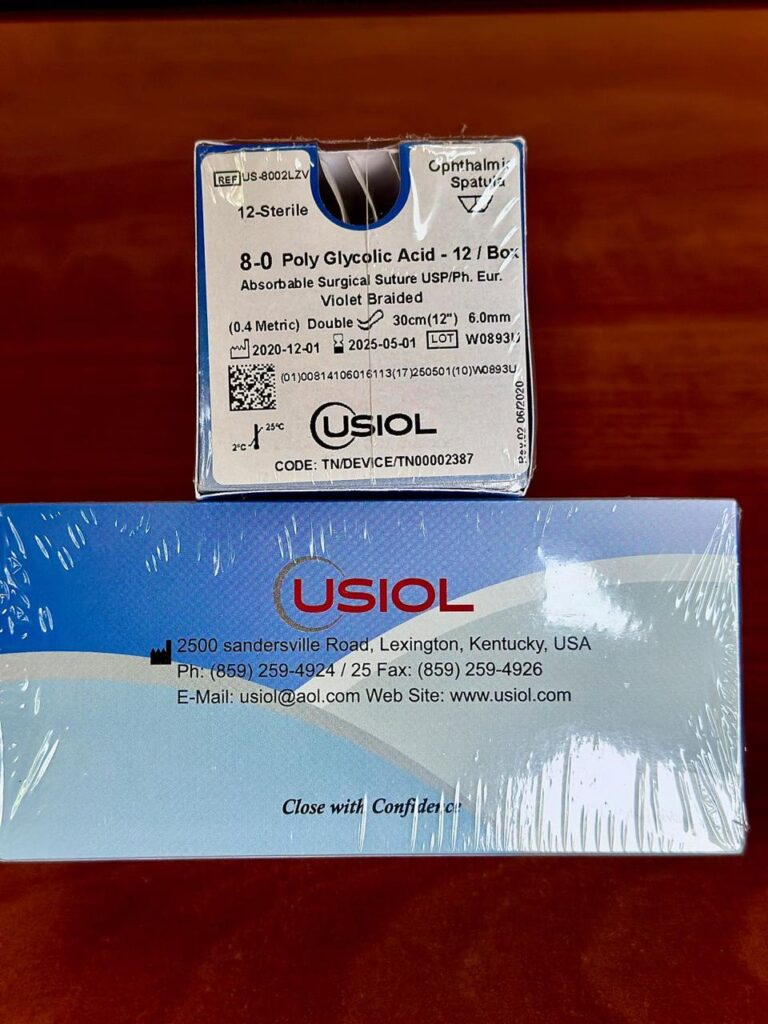 REF US-8002LZV
Ophthalmic
Spatula
12-Sterile
8-0 Poly Glycolic Acid - 12 / Box
Absorbable Surgical Suture USP/Ph. Eur.
Violet Braided
(0.4 Metric) Double 30cm(12") 6.0mm
2020-12-01 2025-05-01 LOT W0893U
(01)00814106016113(17)250501(10)W0893U
2°C 25°C
USIOL
CODE: TN/DEVICE/TN00002387
Rev.02 06/2020
USIOL
2500 sandersville Road, Lexington, Kentucky, USA
Ph: (859) 259-4924 / 25 Fax: (859) 259-4926
E-Mail: usiol@aol.com Web Site: www.usiol.com
Close with Confidence